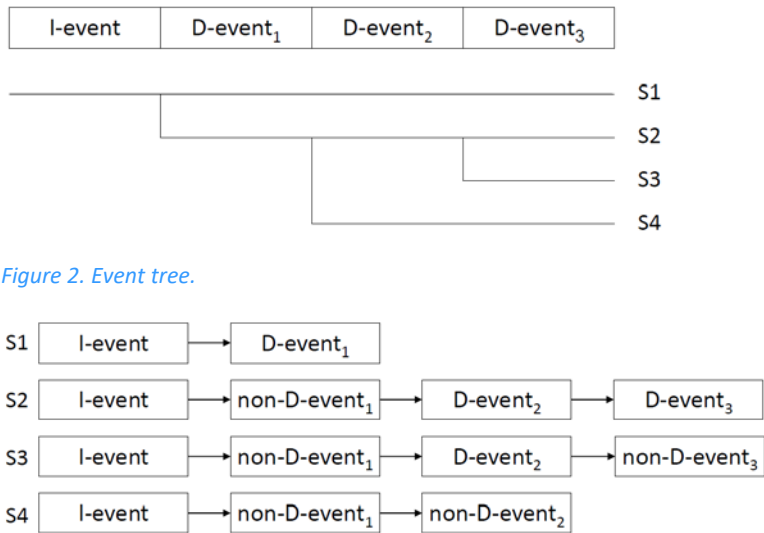 I-event D-event₁ D-event₂ D-event₃
S1
S2
S3
S4
Figure 2. Event tree.
S1 I-event D-event₁
S2 I-event non-D-event₁ D-event₂ D-event₃
S3 I-event non-D-event₁ D-event₂ non-D-event₃
S4 I-event non-D-event₁ non-D-event₂